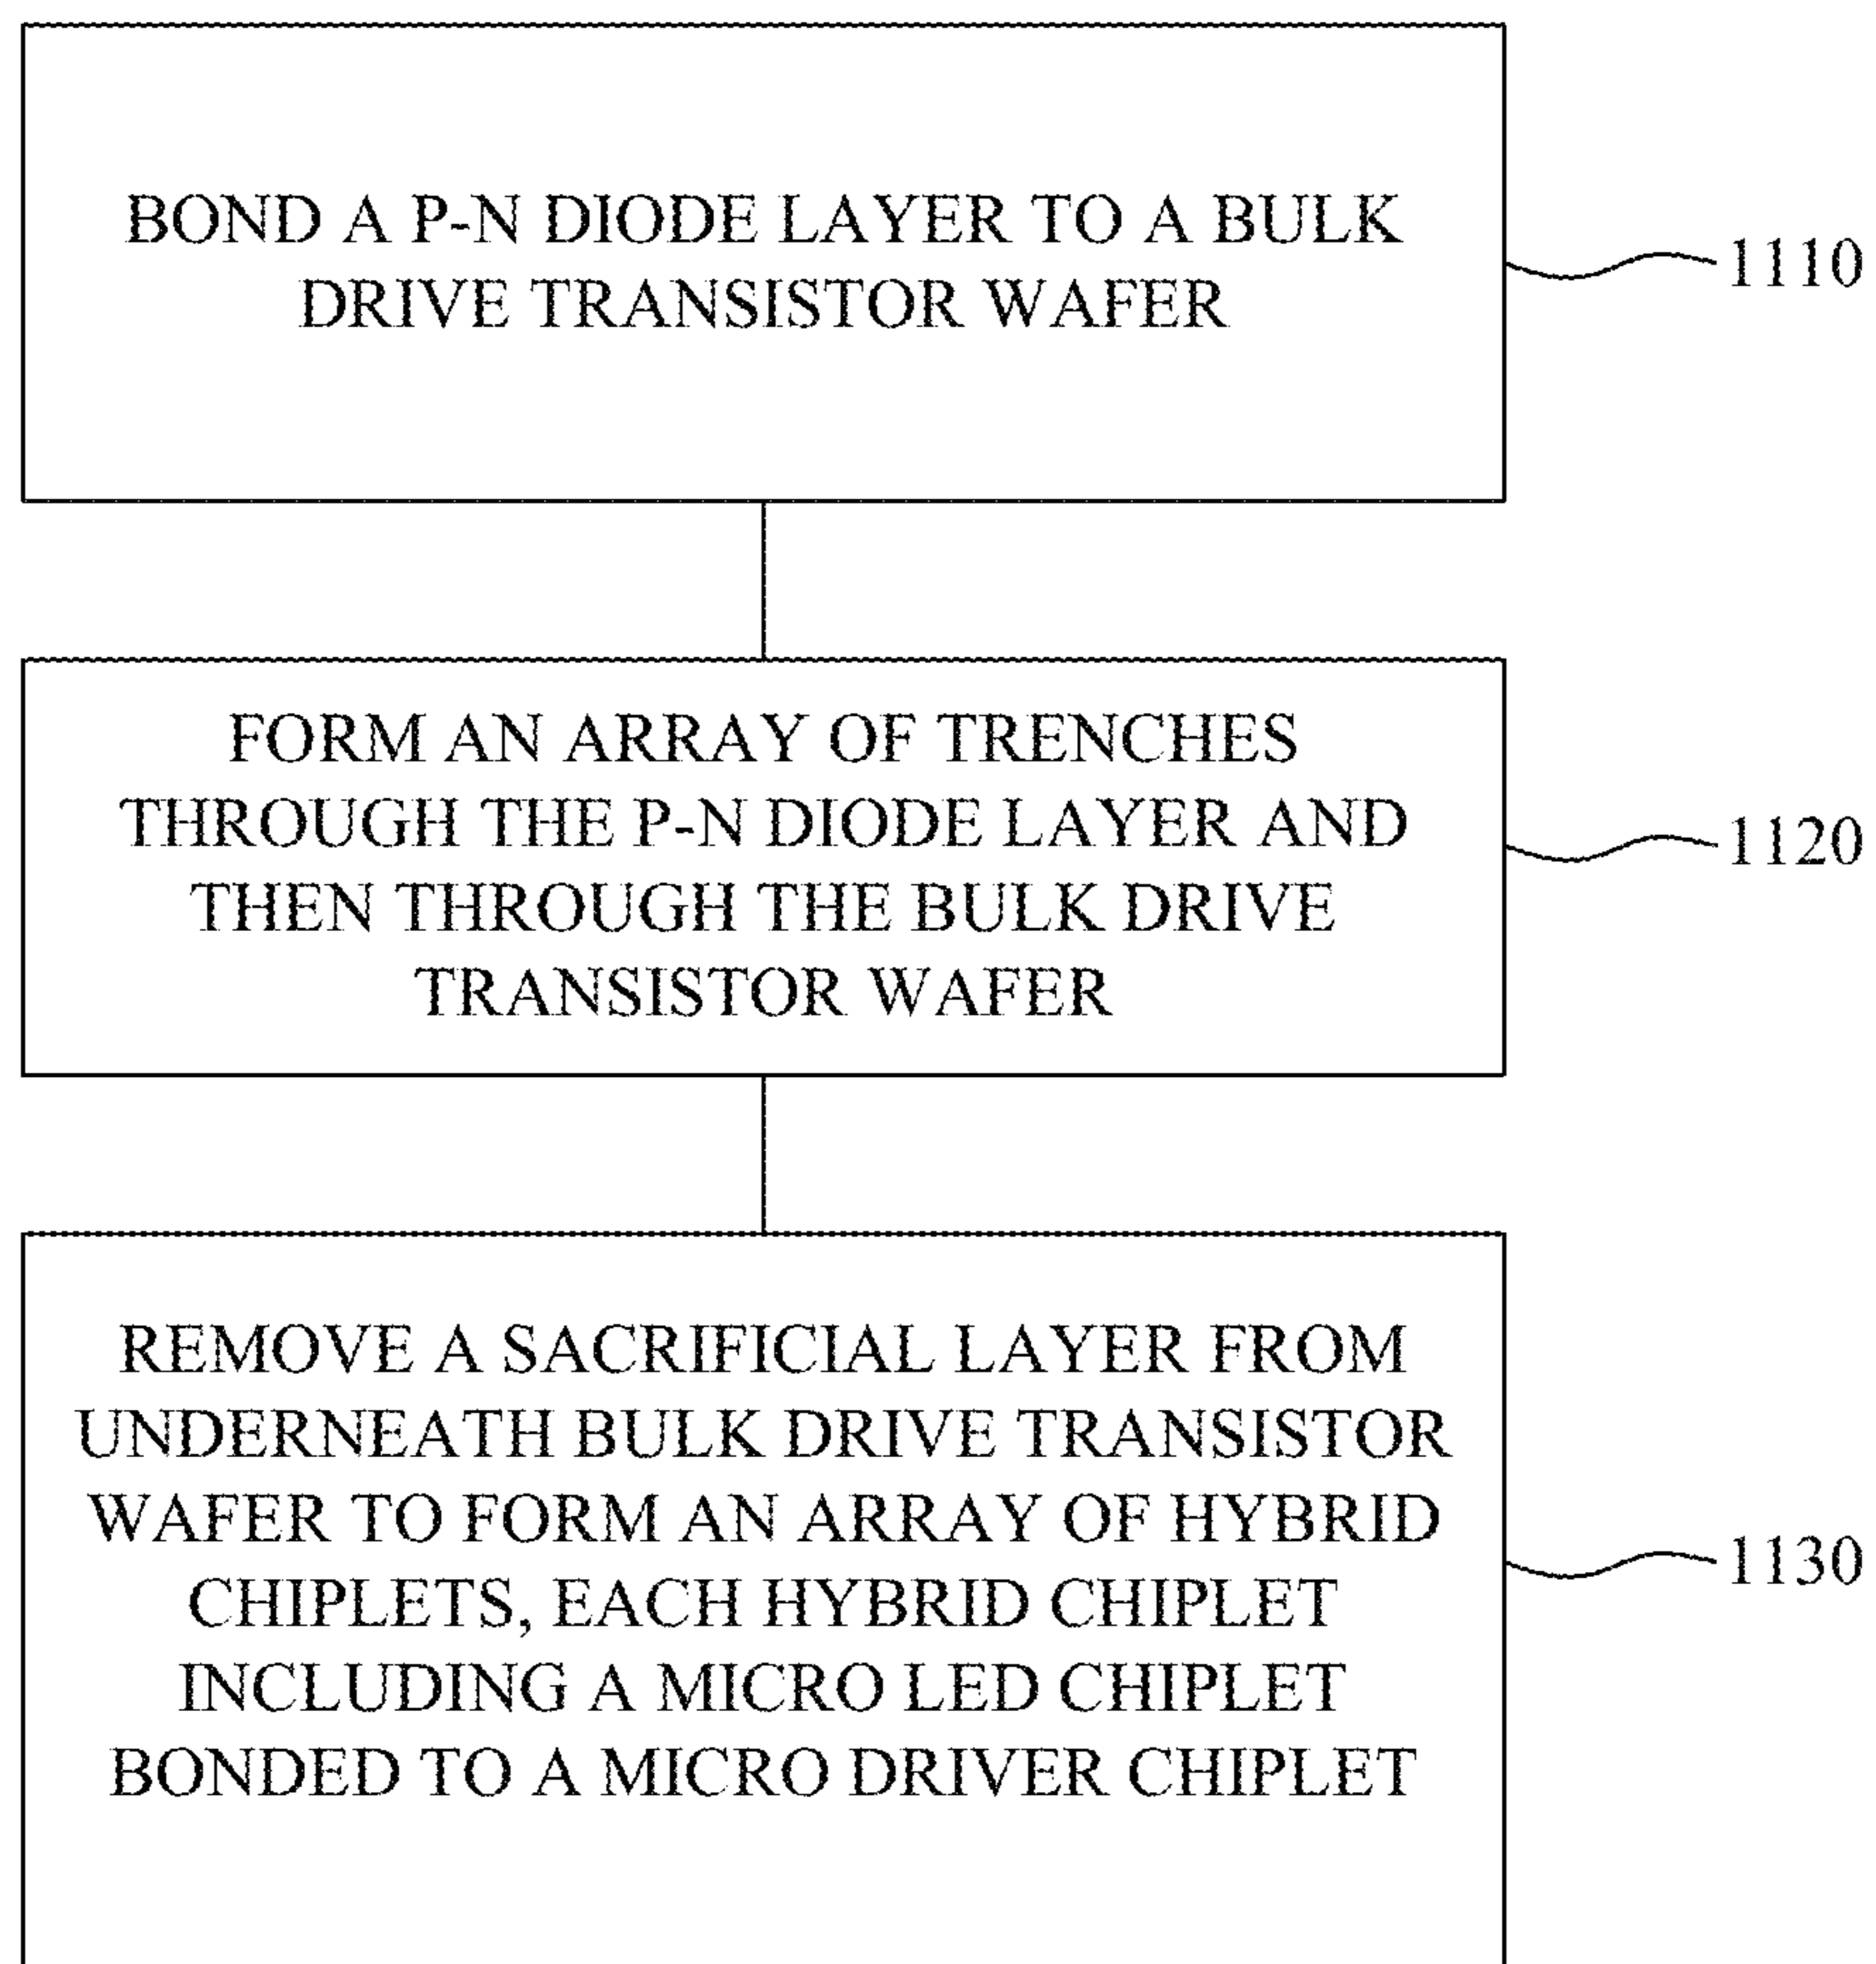 BOND A P-N DIODE LAYER TO A BULK
DRIVE TRANSISTOR WAFER
1110
FORM AN ARRAY OF TRENCHES
THROUGH THE P-N DIODE LAYER AND
THEN THROUGH THE BULK DRIVE
TRANSISTOR WAFER
1120
REMOVE A SACRIFICIAL LAYER FROM
UNDERNEATH BULK DRIVE TRANSISTOR
WAFER TO FORM AN ARRAY OF HYBRID
CHIPLETS, EACH HYBRID CHIPLET
INCLUDING A MICRO LED CHIPLET
BONDED TO A MICRO DRIVER CHIPLET
1130